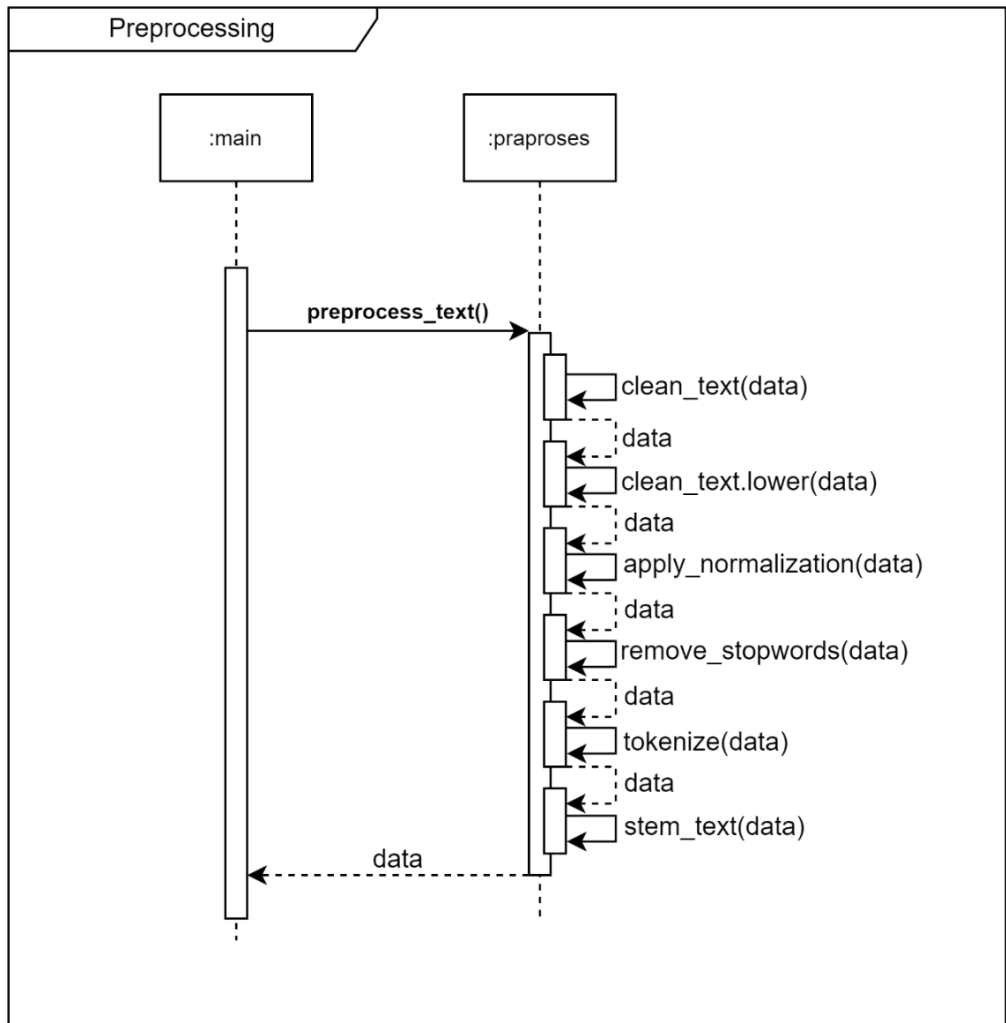 Preprocessing
:main
:praproses
preprocess_text()
clean_text(data)
data
clean_text.lower(data)
data
apply_normalization(data)
data
remove_stopwords(data)
data
tokenize(data)
data
stem_text(data)
data